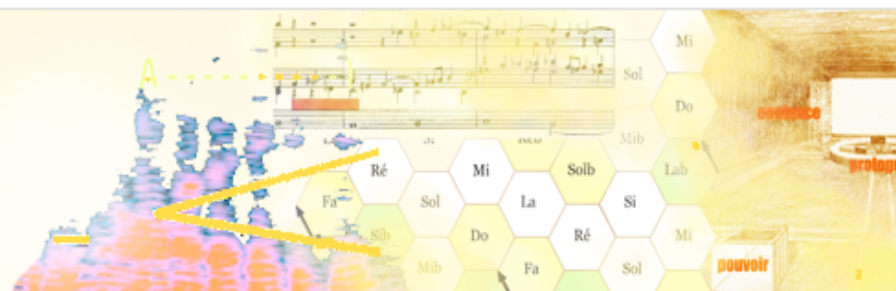 A
Mi
Sol
Do
Mib
Ré
Mi
Solb
Lab
Fa
Sol
La
Si
Sib
Do
Ré
Mi
Mib
Fa
Sol
prologu
pouvoir